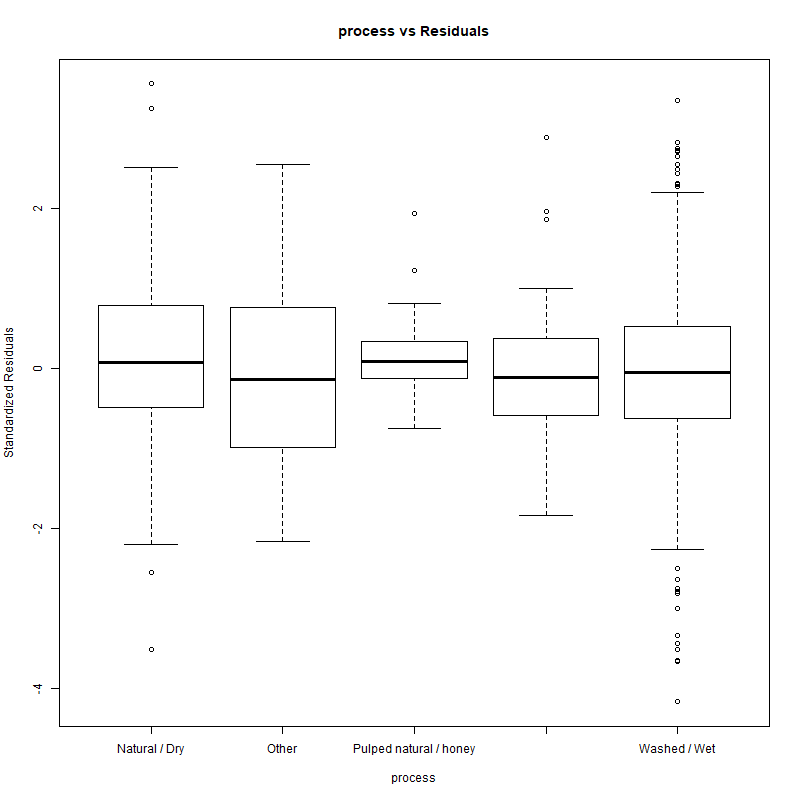 process vs Residuals
Standardized Residuals
2
0
-2
-4
Natural / Dry
Other
Pulped natural / honey
Washed / Wet
process